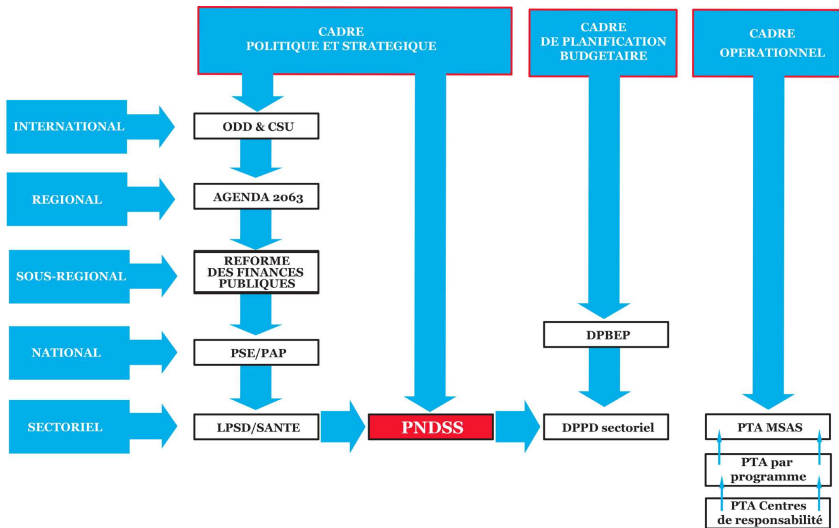 CADRE
POLITIQUE ET STRATEGIQUE
CADRE
DE PLANIFICATION
BUDGETAIRE
CADRE
OPERATIONNEL
INTERNATIONAL
ODD & CSU
REGIONAL
AGENDA 2063
SOUS-REGIONAL
REFORME
DES FINANCES
PUBLIQUES
NATIONAL
PSE/PAP
DPBEP
SECTORIEL
LPSD/SANTE
PNDSS
DPPD sectoriel
PTA MSAS
PTA par
programme
PTA Centres
de responsabilité